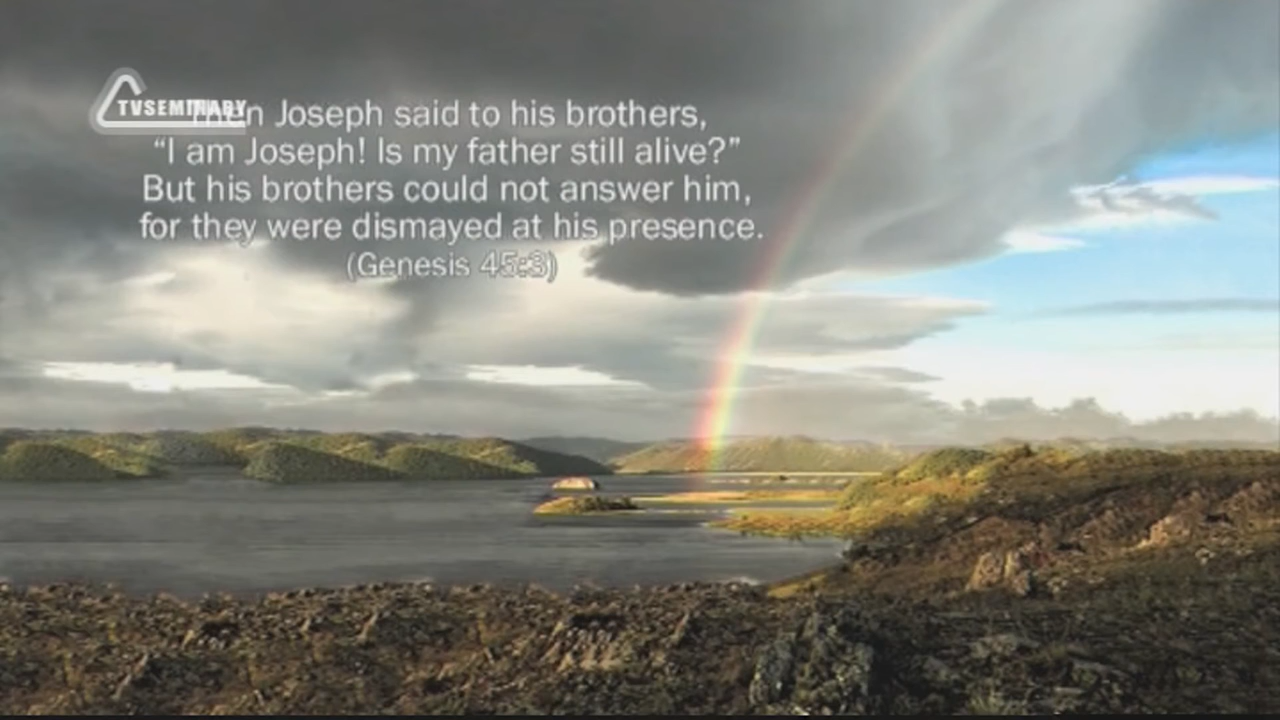 TVSEMINARY
Then Joseph said to his brothers,
“I am Joseph! Is my father still alive?”
But his brothers could not answer him,
for they were dismayed at his presence.
(Genesis 45:3)